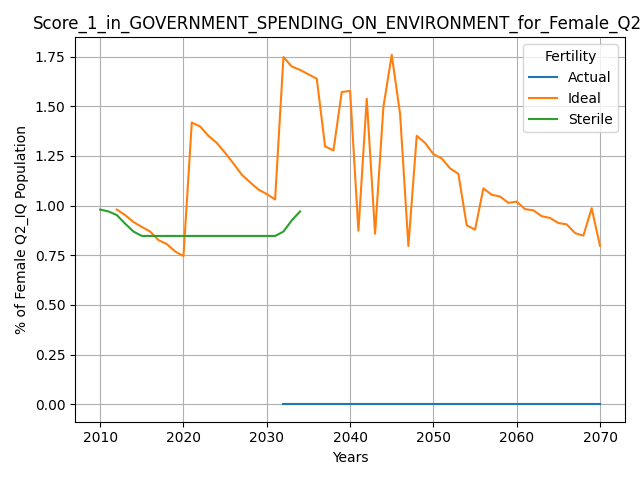 Score_1_in_GOVERNMENT_SPENDING_ON_ENVIRONMENT_for_Female_Q2
Fertility
Actual
Ideal
Sterile
% of Female Q2_IQ Population
1.75
1.50
1.25
1.00
0.75
0.50
0.25
0.00
2010 2020 2030 2040 2050 2060 2070
Years